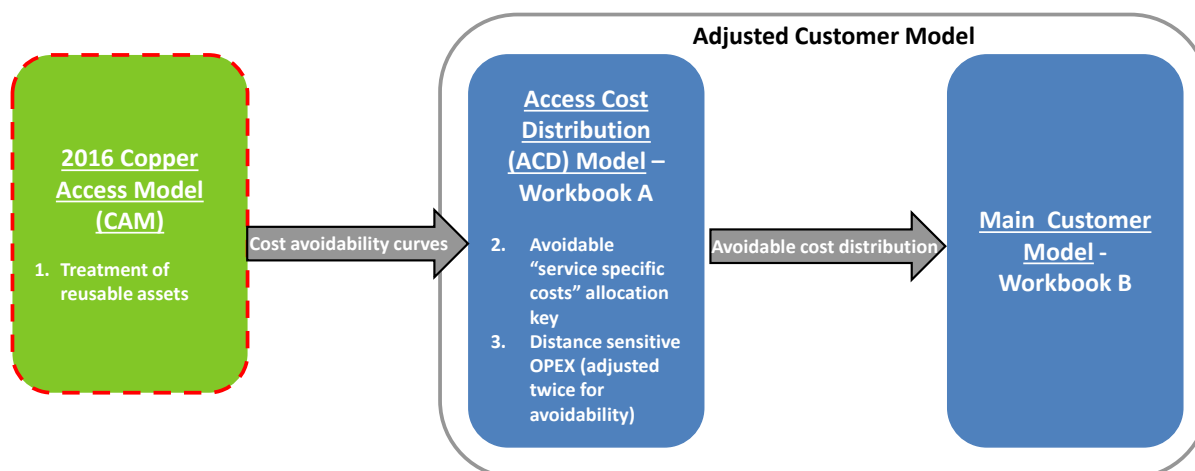 Adjusted Customer Model
2016 Copper
Access Model
(CAM)
1. Treatment of
reusable assets
Cost avoidability curves
Access Cost
Distribution
(ACD) Model –
Workbook A
2. Avoidable
“service specific
costs” allocation
key
3. Distance sensitive
OPEX (adjusted
twice for
avoidability)
Avoidable cost distribution
Main Customer
Model -
Workbook B